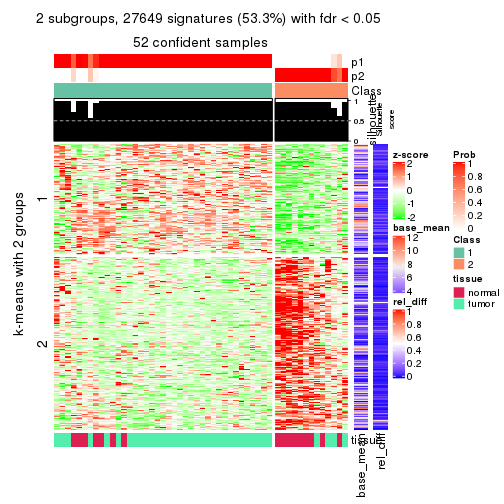 2 subgroups, 27649 signatures (53.3%) with fdr < 0.05
52 confident samples
p1
p2
Class
1
0.5
0
silhouette
Silhouette
score
k-means with 2 groups
1
2
tissue
base_mean
rel_diff
z-score
2
1
0
-1
-2
base_mean
12
10
8
6
4
rel_diff
1
0.8
0.6
0.4
0.2
0
Prob
1
0.8
0.6
0.4
0.2
0
Class
1
2
tissue
normal
tumor